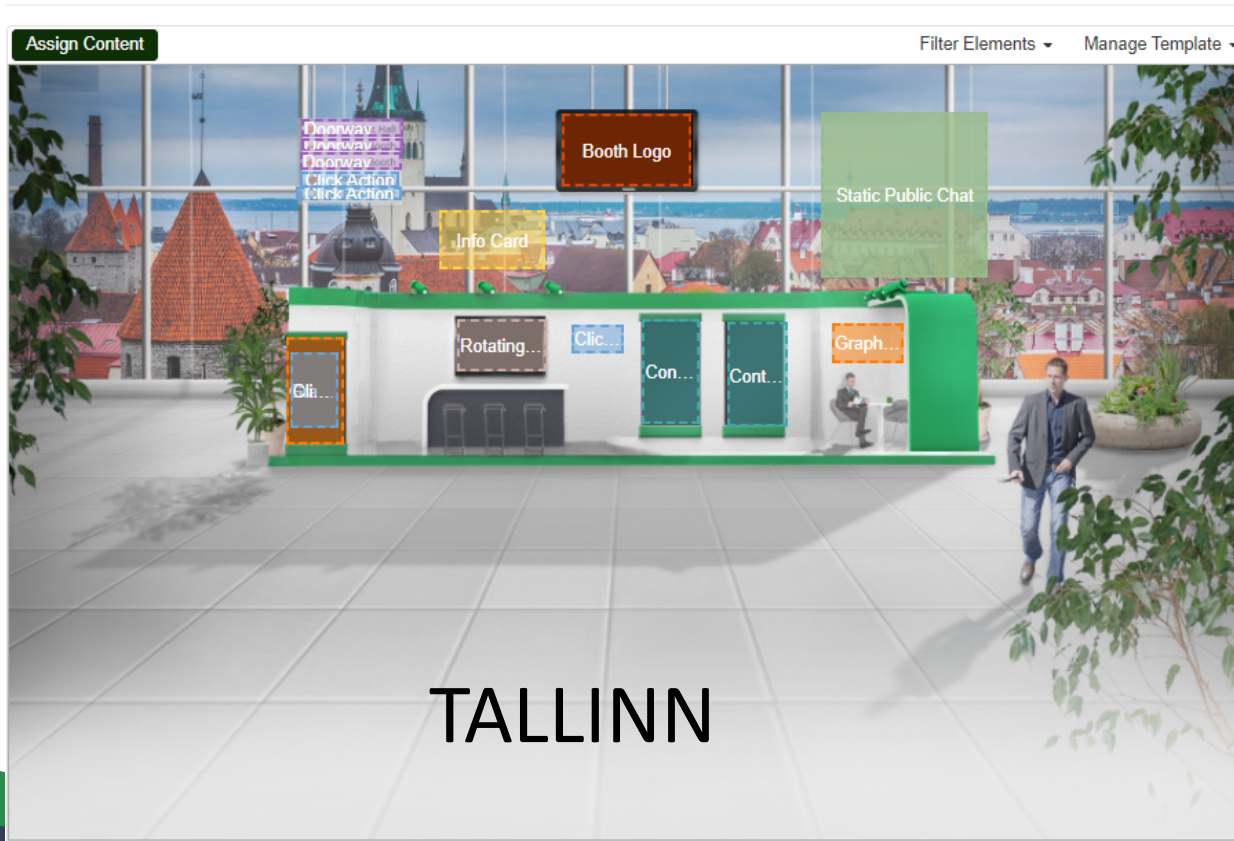 Assign Content
Filter Elements
Manage Template
Doorway
Doorway
Doorway
Click Action
Click Action
Booth Logo
Static Public Chat
Info Card
Rotating...
Clic...
Con...
Cont...
Graph...
TALLINN